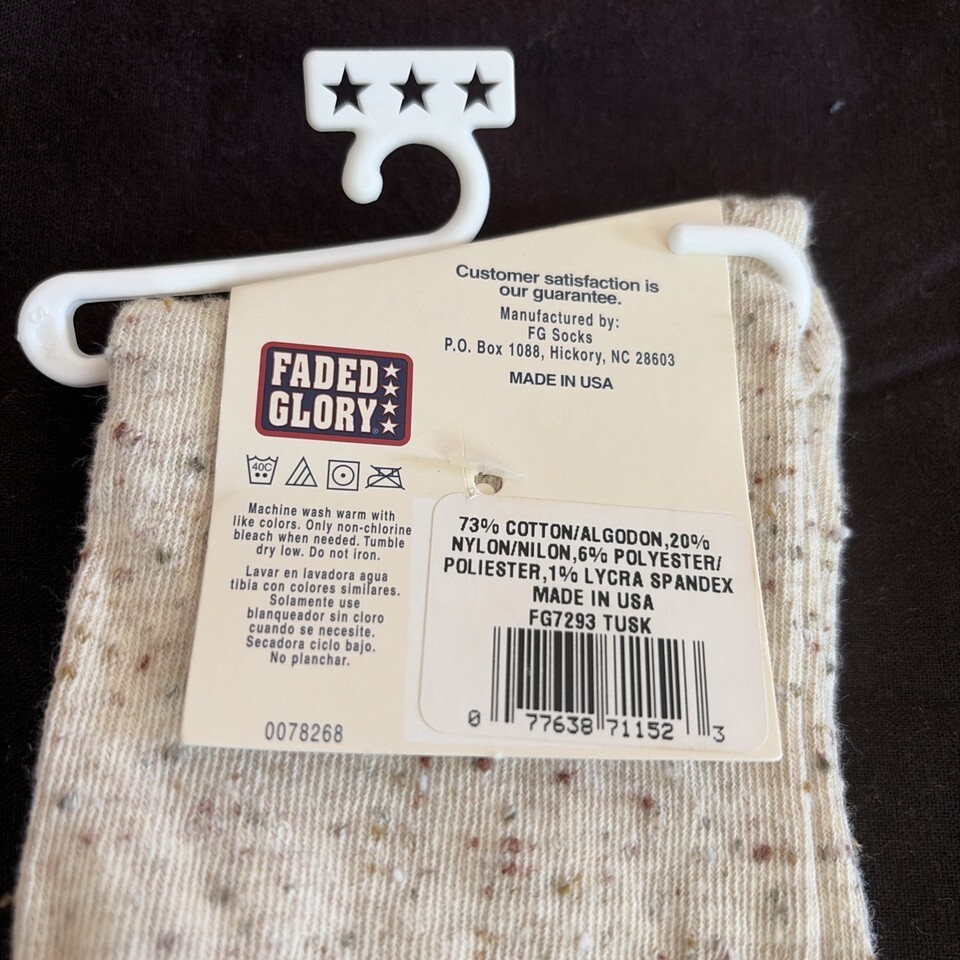 Customer satisfaction is
our guarantee.
Manufactured by:
FG Socks
P.O. Box 1088, Hickory, NC 28603
MADE IN USA
FADED
GLORY®
40C
Machine wash warm with
like colors. Only non-chlorine
bleach when needed. Tumble
dry low. Do not iron.
Lavar en lavadora agua
tibia con colores similares.
Solamente use
blanqueador sin cloro
cuando se necesite.
Secadora ciclo bajo.
No planchar.
0078268
73% COTTON/ALGODON,20%
NYLON/NILON,6% POLYESTER/
POLIESTER,1% LYCRA SPANDEX
MADE IN USA
FG7293 TUSK
0 77638 71152 3